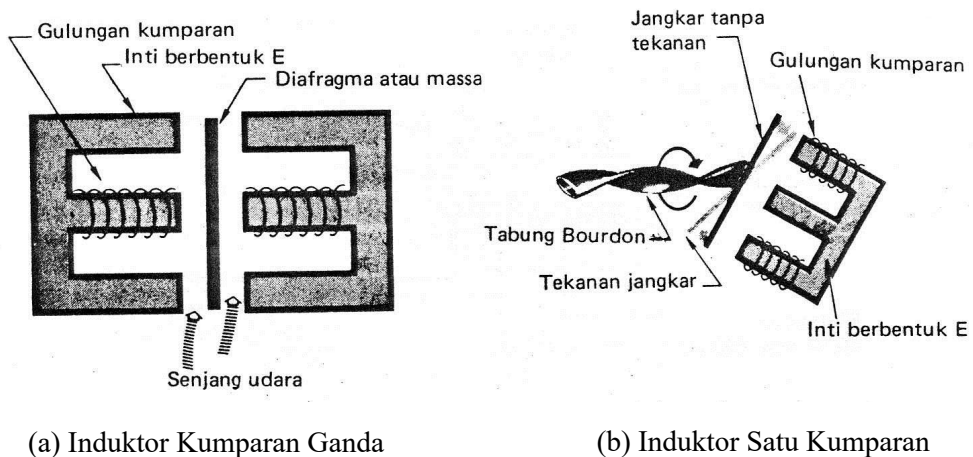 Gulungan kumparan
Inti berbentuk E
Diafragma atau massa
Senjang udara
Jangkar tanpa
tekanan
Gulungan kumparan
Tabung Bourdon
Tekanan jangkar
Inti berbentuk E
(a) Induktor Kumparan Ganda
(b) Induktor Satu Kumparan